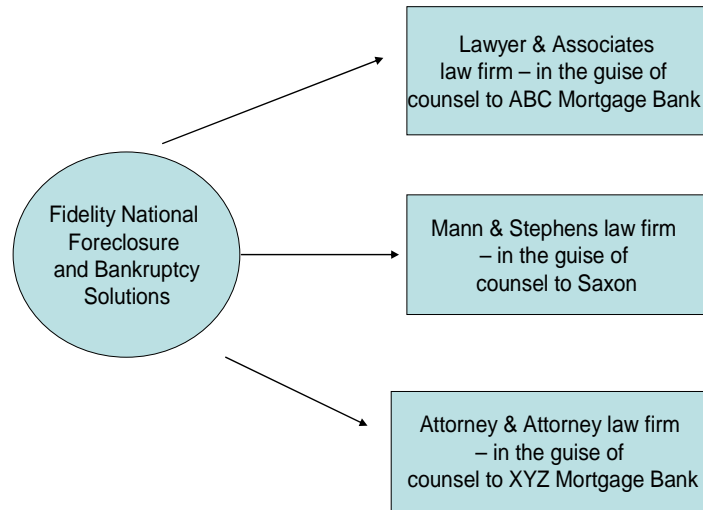 Lawyer & Associates
law firm – in the guise of
counsel to ABC Mortgage Bank
Fidelity National
Foreclosure
and Bankruptcy
Solutions
Mann & Stephens law firm
– in the guise of
counsel to Saxon
Attorney & Attorney law firm
– in the guise of
counsel to XYZ Mortgage Bank